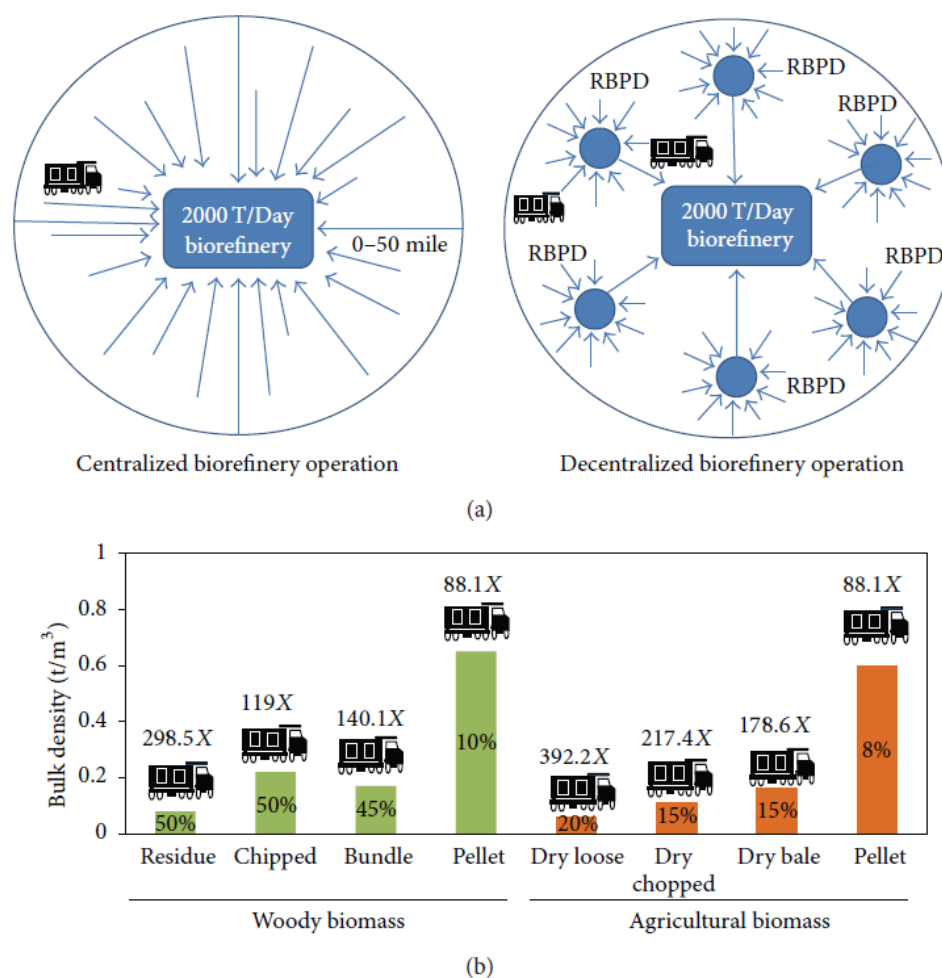 RBPD
RBPD
RBPD
2000 T/Day
biorefinery
0–50 mile
2000 T/Day
biorefinery
RBPD
RBPD
RBPD
Centralized biorefinery operation
Decentralized biorefinery operation
(a)
Bulk density (t/m³)
1
0.8
0.6
0.4
0.2
0
298.5X
119X
140.1X
88.1X
392.2X
217.4X
178.6X
88.1X
50%
50%
45%
10%
20%
15%
15%
8%
Residue
Chipped
Bundle
Pellet
Dry loose
Dry
chopped
Dry bale
Pellet
Woody biomass
Agricultural biomass
(b)